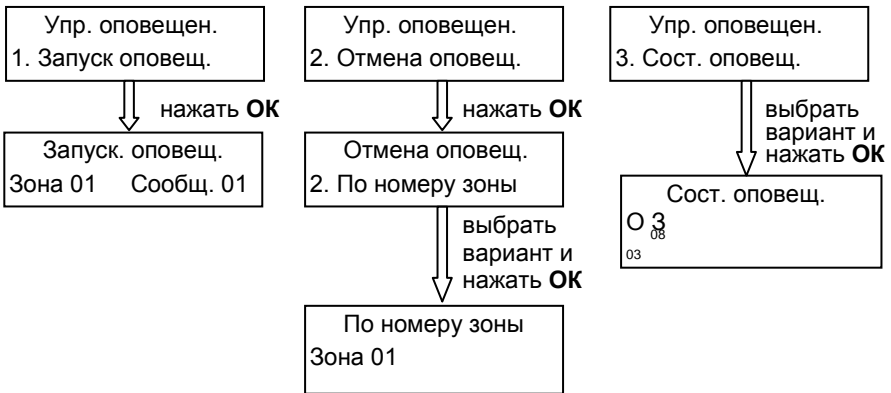 Упр. оповещен.
1. Запуск оповещ.
нажать ОК
Запуск. оповещ.
Зона 01 Сообщ. 01
Упр. оповещен.
2. Отмена оповещ.
нажать ОК
Отмена оповещ.
2. По номеру зоны
выбрать
вариант и
нажать ОК
По номеру зоны
Зона 01
Упр. оповещен.
3. Сост. оповещ.
выбрать
вариант и
нажать ОК
Сост. оповещ.
О З
08
03